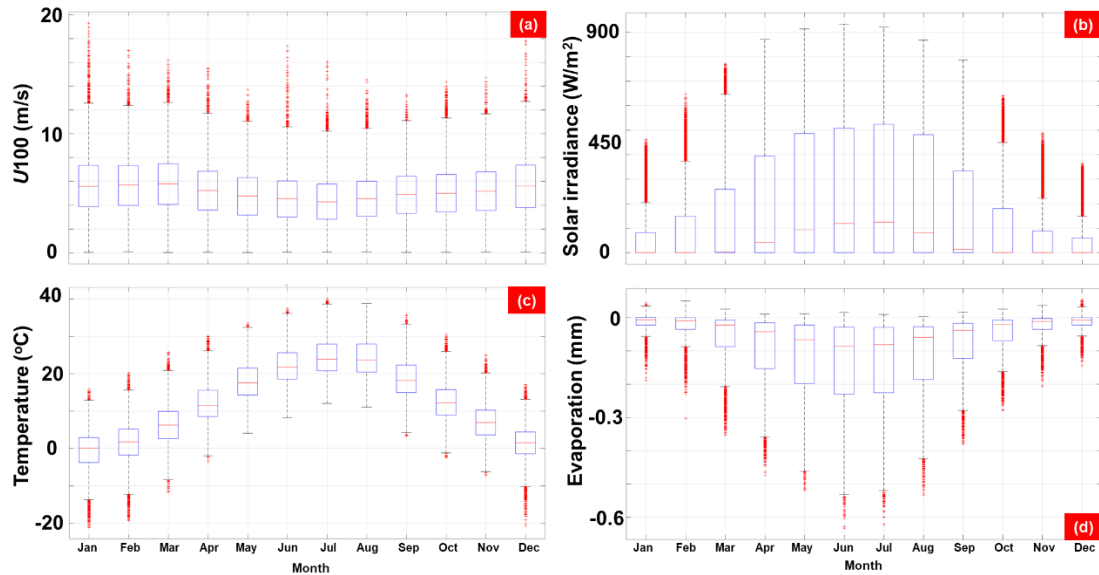 (a)
U100 (m/s)
20
10
0
(b)
Solar irradiance (W/m²)
900
450
0
(c)
Temperature (°C)
40
20
0
-20
Jan Feb Mar Apr May Jun Jul Aug Sep Oct Nov Dec
Month
(d)
Evaporation (mm)
0
-0.3
-0.6
Jan Feb Mar Apr May Jun Jul Aug Sep Oct Nov Dec
Month